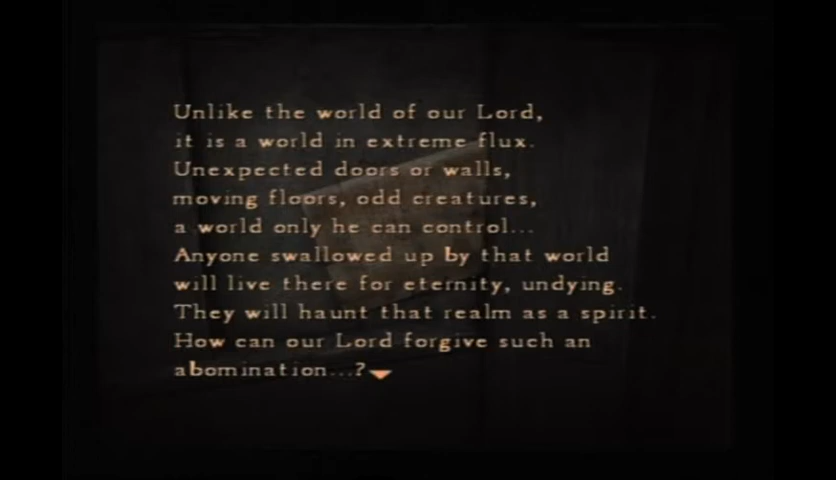 Unlike the world of our Lord,
it is a world in extreme flux.
Unexpected doors or walls,
moving floors, odd creatures,
a world only he can control...
Anyone swallowed up by that world
will live there for eternity, undying.
They will haunt that realm as a spirit.
How can our Lord forgive such an
abomination...?